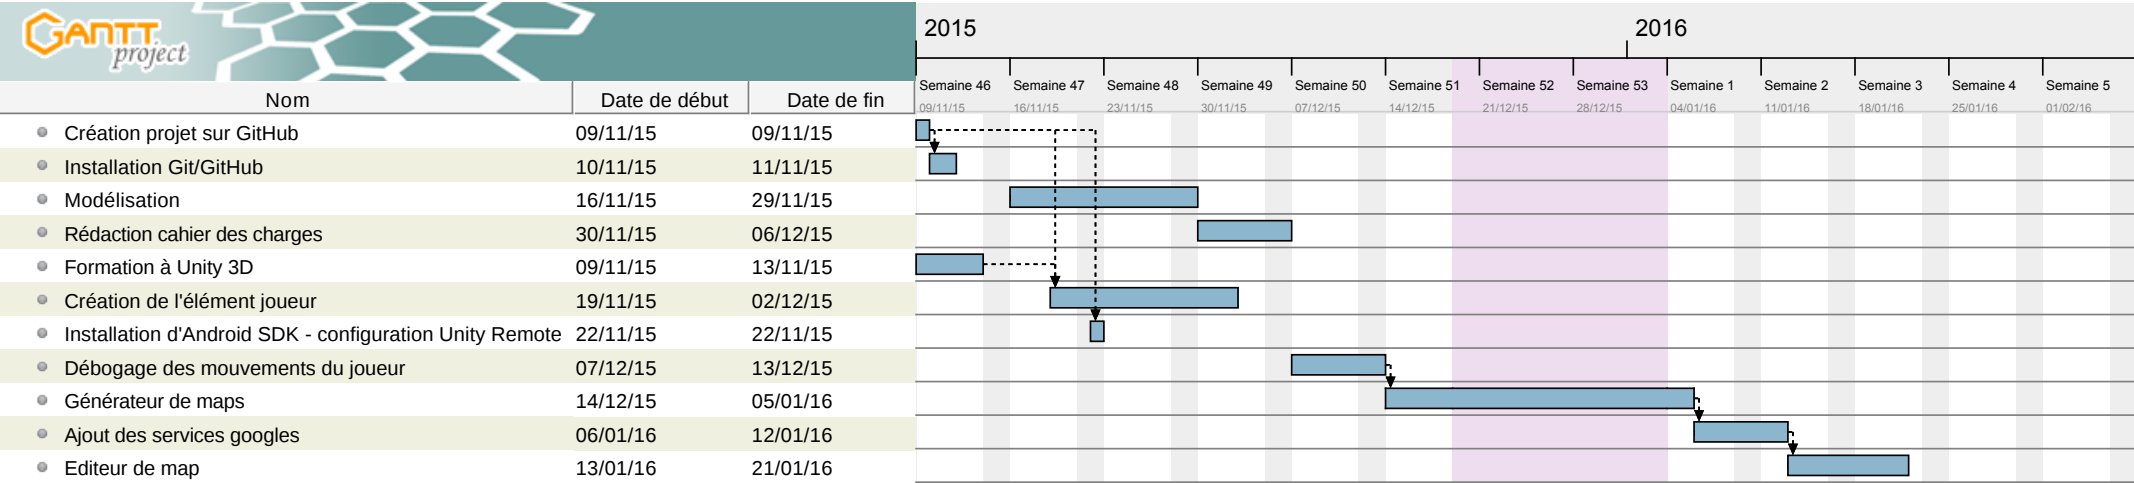 GANTT
project
2015 2016
Semaine 46 Semaine 47 Semaine 48 Semaine 49 Semaine 50 Semaine 51 Semaine 52 Semaine 53 Semaine 1 Semaine 2 Semaine 3 Semaine 4 Semaine 5
Nom Date de début Date de fin
09/11/15 16/11/15 23/11/15 30/11/15 07/12/15 14/12/15 21/12/15 28/12/15 04/01/16 11/01/16 18/01/16 25/01/16 01/02/16
Création projet sur GitHub 09/11/15 09/11/15
Installation Git/GitHub 10/11/15 11/11/15
Modélisation 16/11/15 29/11/15
Rédaction cahier des charges 30/11/15 06/12/15
Formation à Unity 3D 09/11/15 13/11/15
Création de l'élément joueur 19/11/15 02/12/15
Installation d'Android SDK - configuration Unity Remote 22/11/15 22/11/15
Débogage des mouvements du joueur 07/12/15 13/12/15
Générateur de maps 14/12/15 05/01/16
Ajout des services googles 06/01/16 12/01/16
Editeur de map 13/01/16 21/01/16